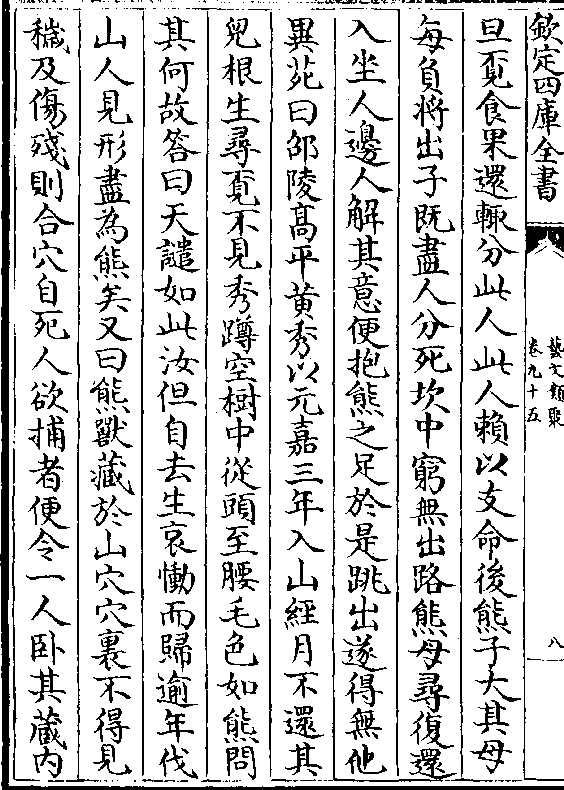 欽定四庫全書
藝文類聚
卷九十五
八
旦覓食果還輙分此人此人賴以支命後熊子大其母
每負将出子既盡人分死坎中窮無出路熊母尋復還
入坐人邊人解其意便抱熊之足於是跳出遂得無他
異苑曰邵陵髙平黄秀以元嘉三年入山經月不還其
兒根生尋覓不見秀蹲空樹中從頭至腰毛色如熊問
其何故答曰天譴如此汝但自去生哀慟而歸逾年伐
山人見形盡為熊矣又曰熊獸藏於山穴穴裏不得見
穢及傷殘則合穴自死人欲捕者便令一人卧其藏内